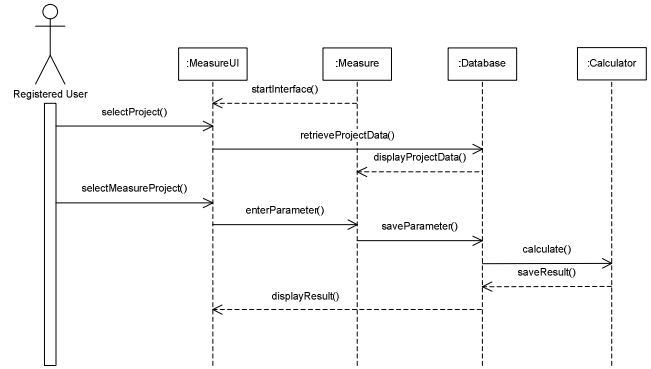 :MeasureUI
:Measure
:Database
:Calculator
Registered User
startInterface()
selectProject()
retrieveProjectData()
displayProjectData()
selectMeasureProject()
enterParameter()
saveParameter()
calculate()
saveResult()
displayResult()